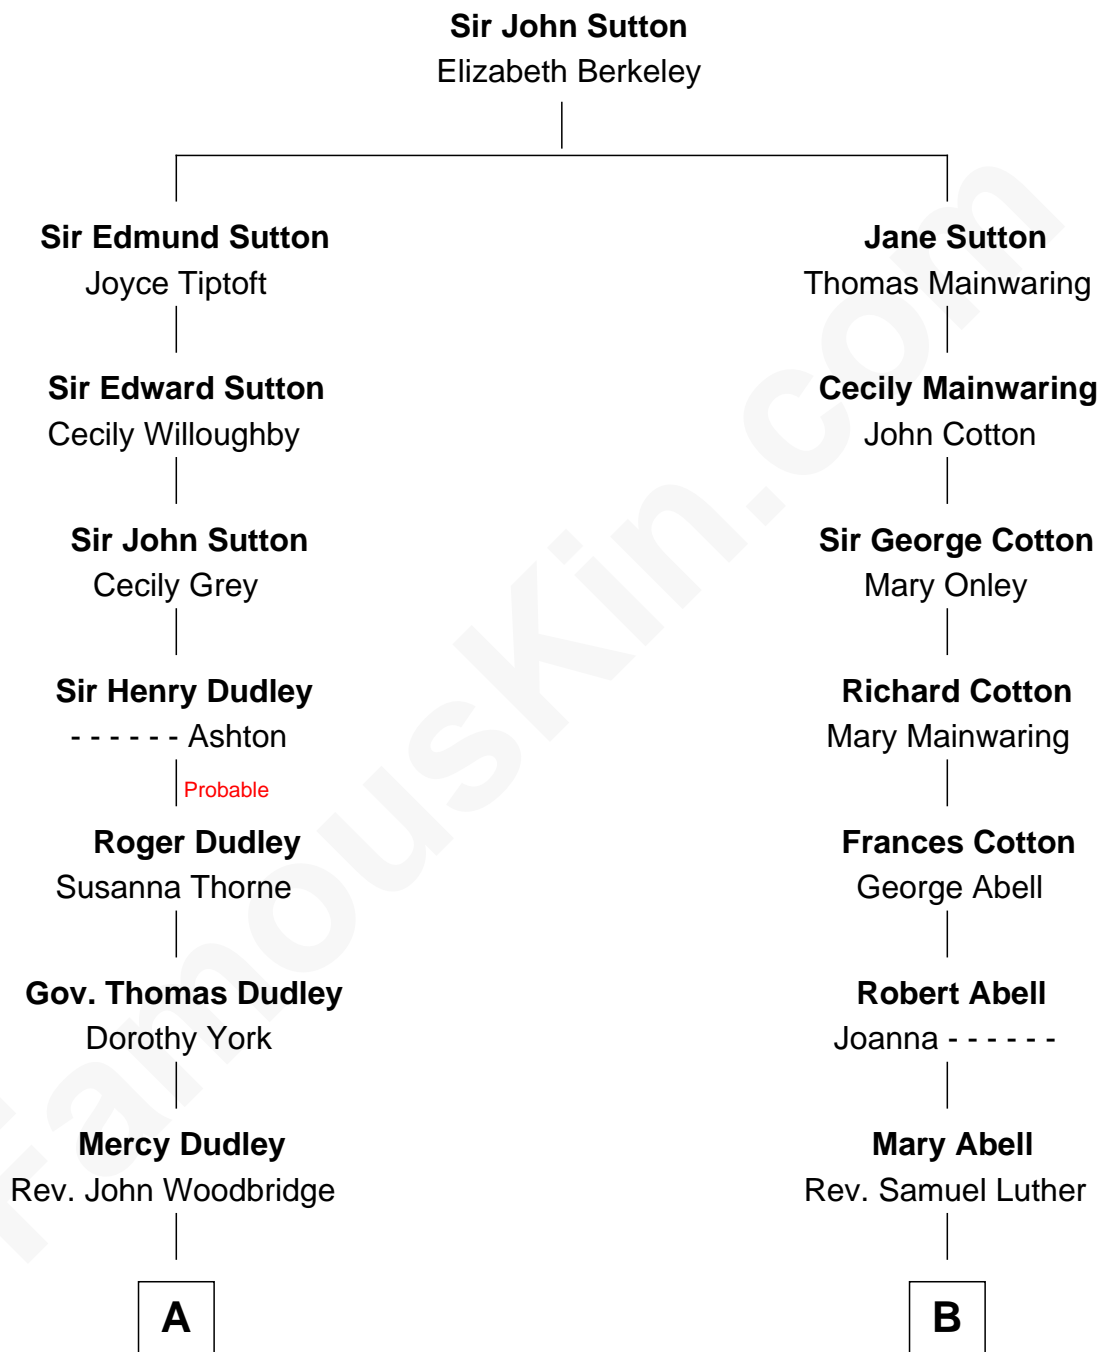 Sir John Sutton
Elizabeth Berkeley
Sir Edmund Sutton
Joyce Tiptoft
Jane Sutton
Thomas Mainwaring
Sir Edward Sutton
Cecily Willoughby
Cecily Mainwaring
John Cotton
Sir John Sutton
Cecily Grey
Sir George Cotton
Mary Onley
Sir Henry Dudley
- - - - - - Ashton
Richard Cotton
Mary Mainwaring
Probable
Roger Dudley
Susanna Thorne
Frances Cotton
George Abell
Gov. Thomas Dudley
Dorothy York
Robert Abell
Joanna - - - - - -
Mercy Dudley
Rev. John Woodbridge
Mary Abell
Rev. Samuel Luther
A
B
FamousKin.com